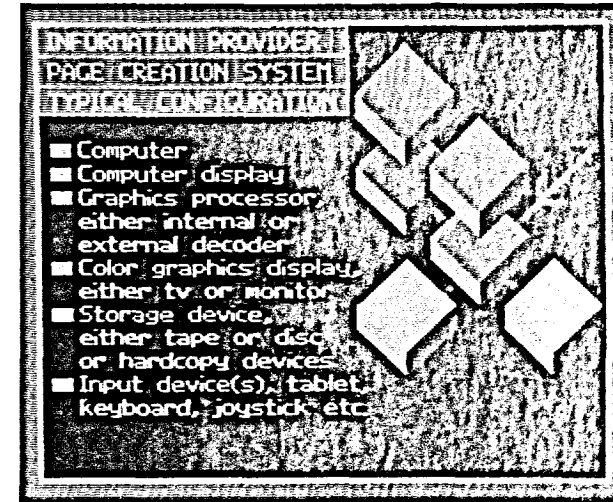 INFORMATION PROVIDER
PAGE CREATION SYSTEM
TYPICAL CONFIGURATION
Computer
Computer display
Graphics processor
either internal or
external decoder
Color graphics display,
either tv or monitor
Storage device,
either tape or disc
or hardcopy devices
Input device(s), tablet,
keyboard, joystick etc.